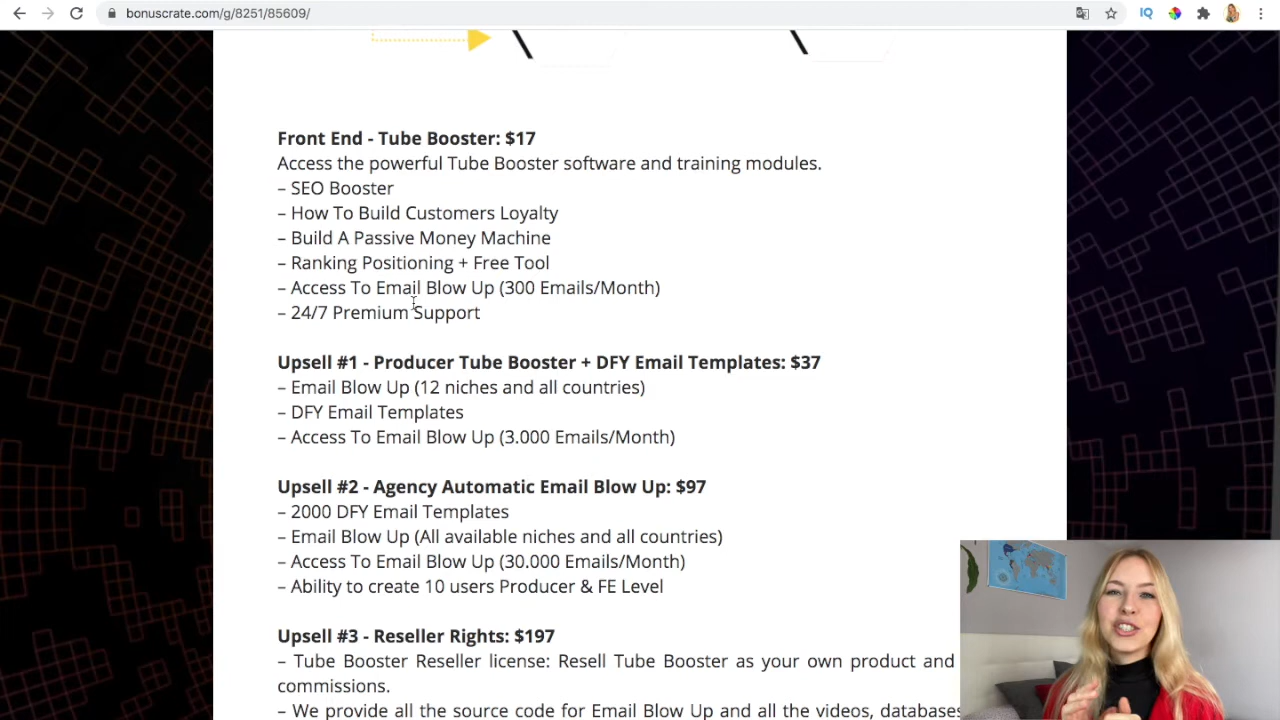 bonuscrate.com/g/8251/85609/
Front End - Tube Booster: $17
Access the powerful Tube Booster software and training modules.
– SEO Booster
– How To Build Customers Loyalty
– Build A Passive Money Machine
– Ranking Positioning + Free Tool
– Access To Email Blow Up (300 Emails/Month)
– 24/7 Premium Support
Upsell #1 - Producer Tube Booster + DFY Email Templates: $37
– Email Blow Up (12 niches and all countries)
– DFY Email Templates
– Access To Email Blow Up (3.000 Emails/Month)
Upsell #2 - Agency Automatic Email Blow Up: $97
– 2000 DFY Email Templates
– Email Blow Up (All available niches and all countries)
– Access To Email Blow Up (30.000 Emails/Month)
– Ability to create 10 users Producer & FE Level
Upsell #3 - Reseller Rights: $197
– Tube Booster Reseller license: Resell Tube Booster as your own product and
commissions.
– We provide all the source code for Email Blow Up and all the videos, databases